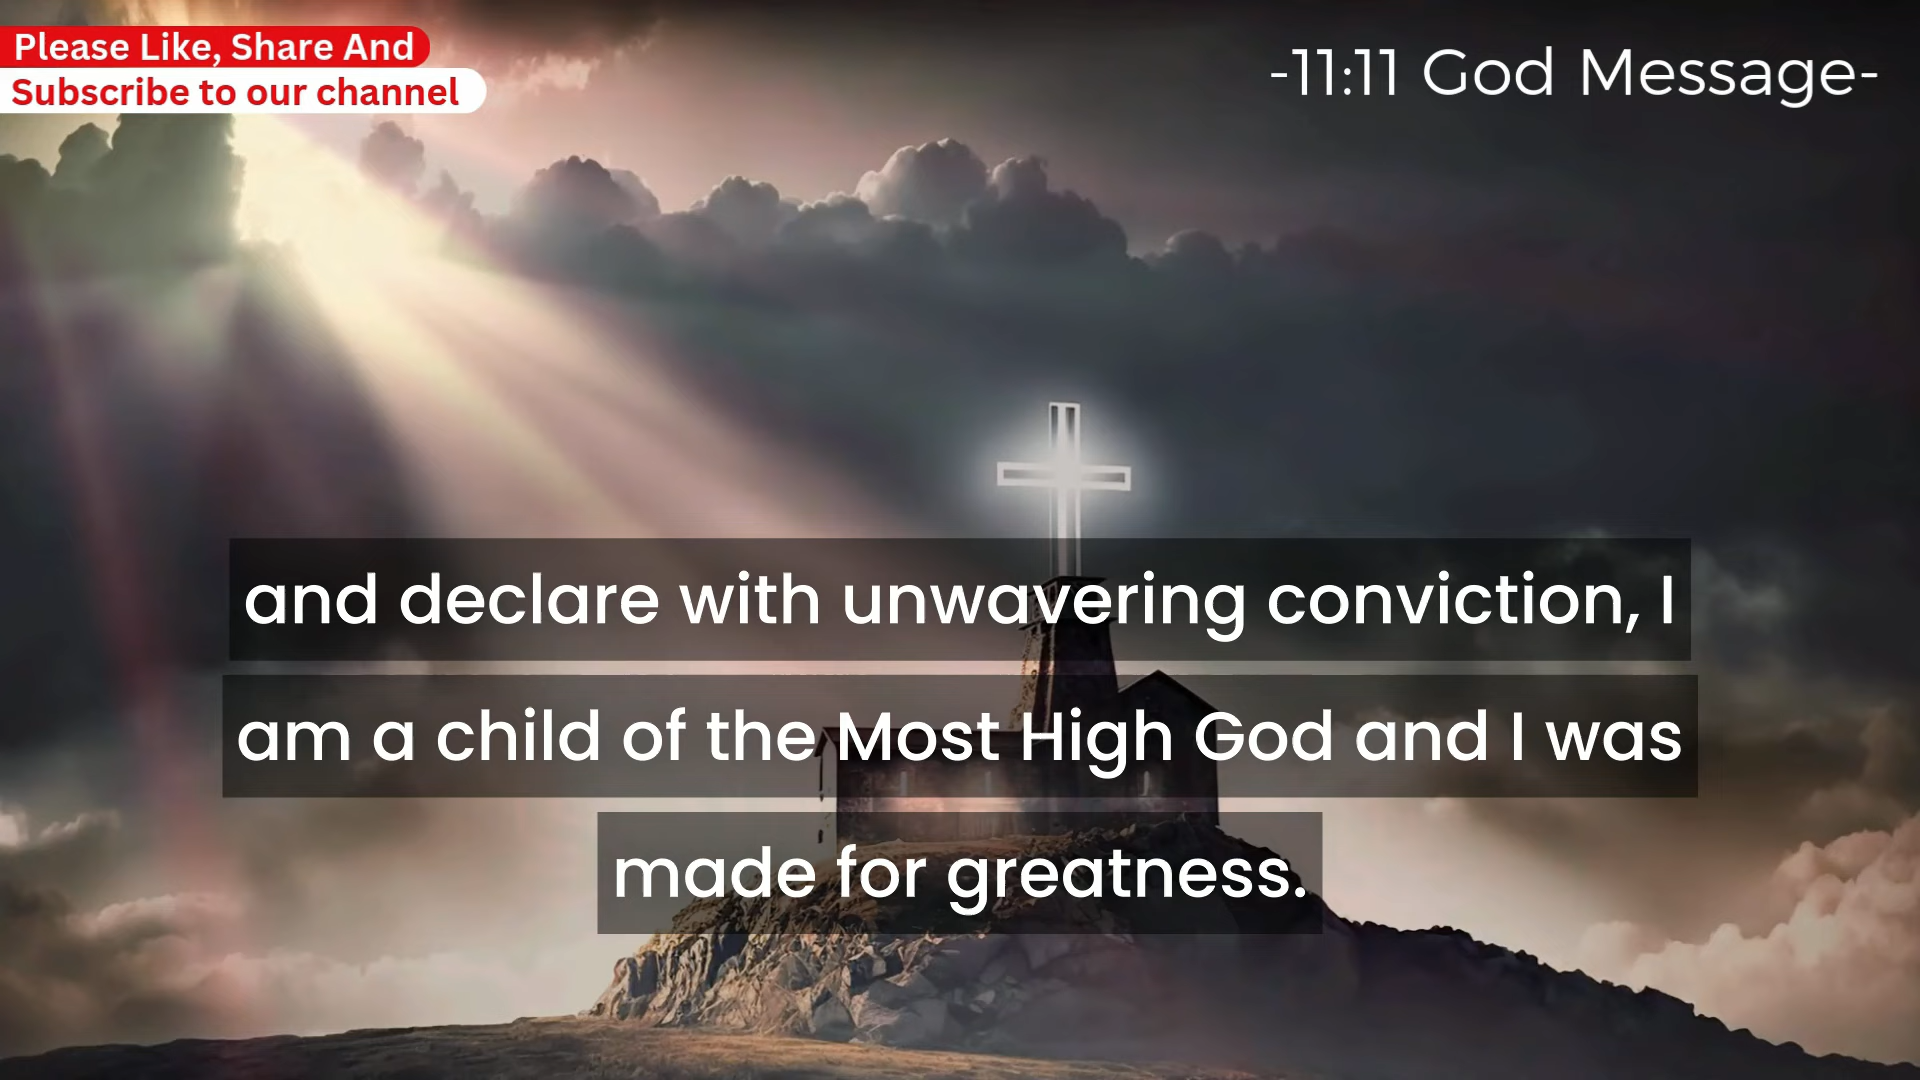 Please Like, Share And
Subscribe to our channel
-11:11 God Message-
and declare with unwavering conviction, I
am a child of the Most High God and I was
made for greatness.